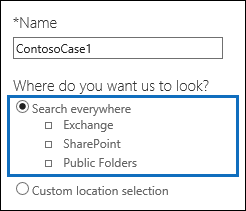 *Name
ContosoCase1
Where do you want us to look?
Search everywhere
Exchange
SharePoint
Public Folders
Custom location selection